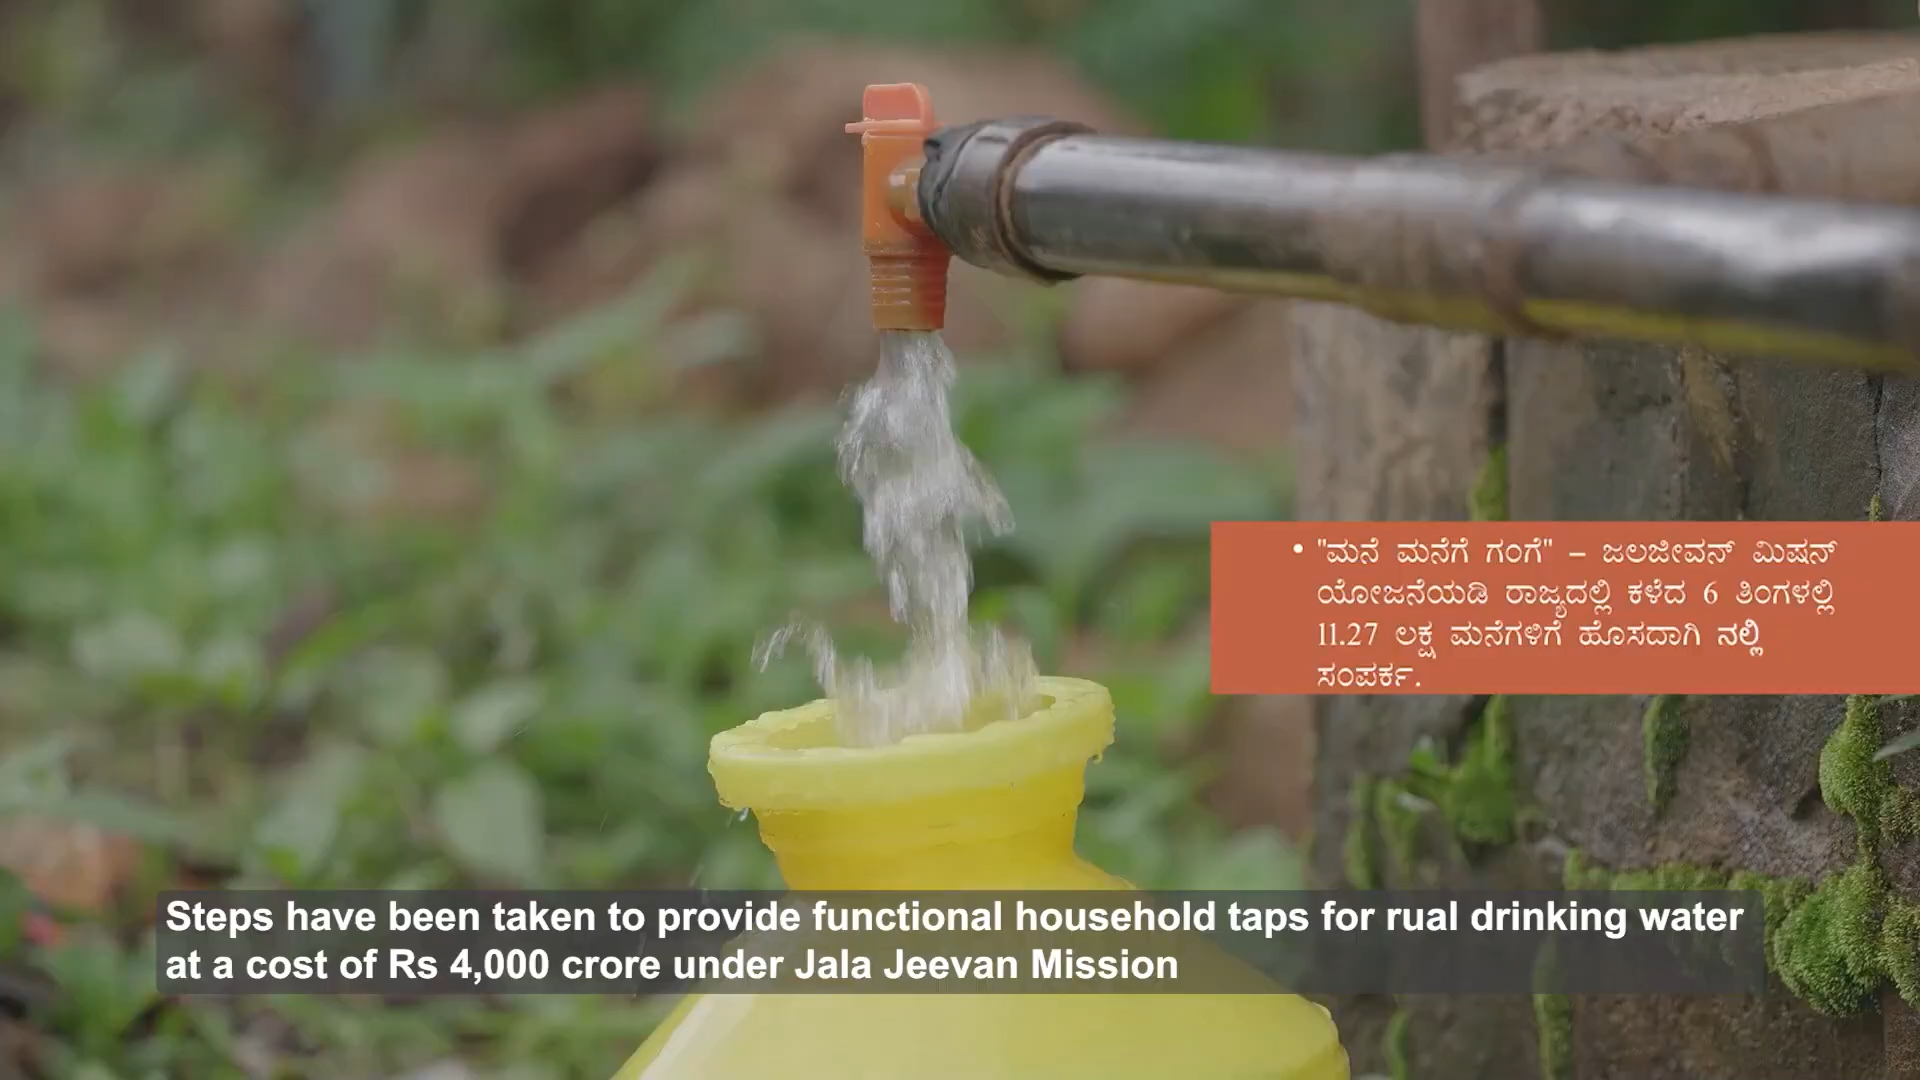 • "ಮನೆ ಮನೆಗೆ ಗಂಗೆ" – ಜಲಜೀವನ್ ಮಿಷನ್
ಯೋಜನೆಯಡಿ ರಾಜ್ಯದಲ್ಲಿ ಕಳೆದ 6 ತಿಂಗಳಲ್ಲಿ
11.27 ಲಕ್ಷ ಮನೆಗಳಿಗೆ ಹೊಸದಾಗಿ ನಲ್ಲಿ
ಸಂಪರ್ಕ.
Steps have been taken to provide functional household taps for rual drinking water
at a cost of Rs 4,000 crore under Jala Jeevan Mission